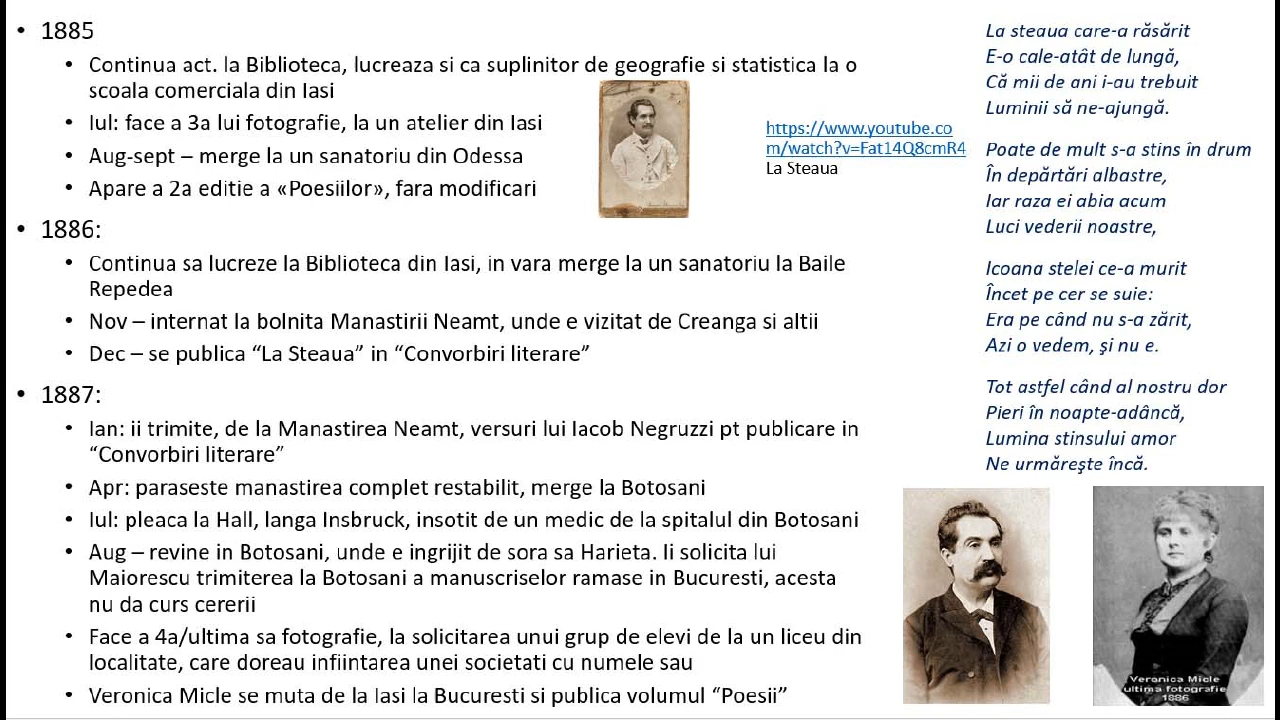 1885
Continua act. la Biblioteca, lucreaza si ca suplinitor de geografie si statistica la o
scoala comerciala din Iasi
Iul: face a 3a lui fotografie, la un atelier din Iasi
Aug-sept – merge la un sanatoriu din Odessa
Apare a 2a editie a «Poesiilor», fara modificari
1886:
Continua sa lucreze la Biblioteca din Iasi, in vara merge la un sanatoriu la Baile
Repedea
Nov – internat la bolnita Manastirii Neamt, unde e vizitat de Creanga si altii
Dec – se publica “La Steaua” in “Convorbiri literare”
1887:
Ian: ii trimite, de la Manastirea Neamt, versuri lui Iacob Negruzzi pt publicare in
“Convorbiri literare”
Apr: paraseste manastirea complet restabilit, merge la Botosani
Iul: pleaca la Hall, langa Insbruck, insotit de un medic de la spitalul din Botosani
Aug – revine in Botosani, unde e ingrijit de sora sa Harieta. Ii solicita lui
Maiorescu trimiterea la Botosani a manuscriselor ramase in Bucuresti, acesta
nu da curs cererii
Face a 4a/ultima sa fotografie, la solicitarea unui grup de elevi de la un liceu din
localitate, care doreau infiintarea unei societati cu numele sau
Veronica Micle se muta de la Iasi la Bucuresti si publica volumul “Poesii”
https://www.youtube.co
m/watch?v=Fat14Q8cmR4
La Steaua
La steaua care-a răsărit
E-o cale-atât de lungă,
Că mii de ani i-au trebuit
Luminii să ne-ajungă.
Poate de mult s-a stins în drum
În depărtări albastre,
Iar raza ei abia acum
Luci vederii noastre,
Icoana stelei ce-a murit
Încet pe cer se suie:
Era pe când nu s-a zărit,
Azi o vedem, şi nu e.
Tot astfel când al nostru dor
Pieri în noapte-adâncă,
Lumina stinsului amor
Ne urmăreşte încă.
Veronica Micle
ultima fotografie
1886